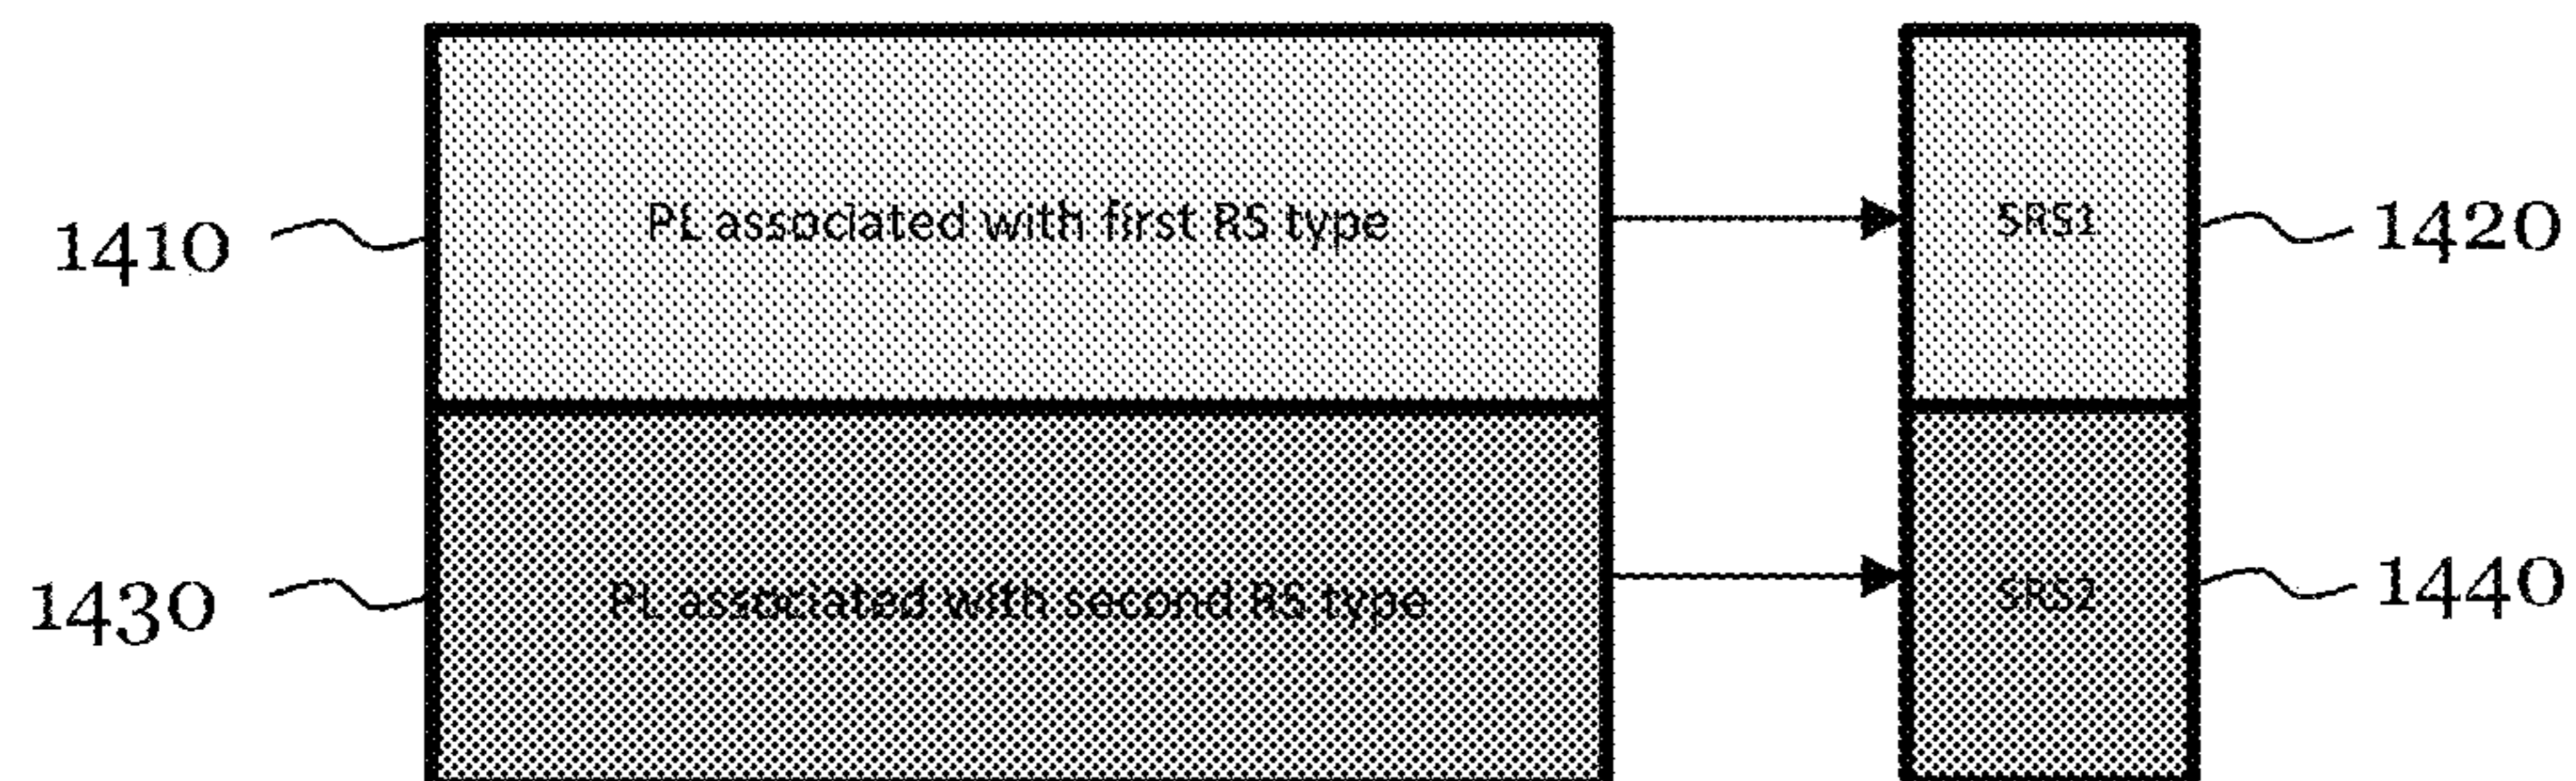 1410 PL associated with first RS type SRS1 1420
1430 PL associated with second RS type SRS2 1440